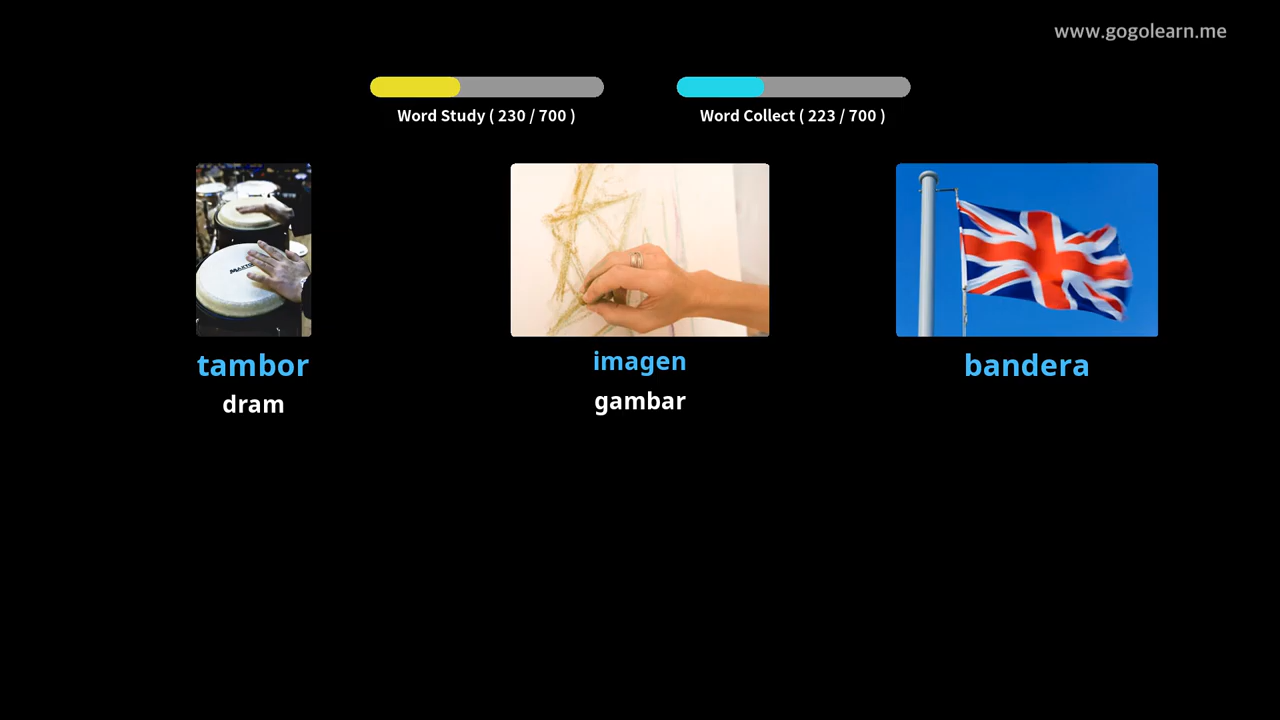 www.gogolearn.me
Word Study ( 230 / 700 )
Word Collect ( 223 / 700 )
tambor
dram
imagen
gambar
bandera